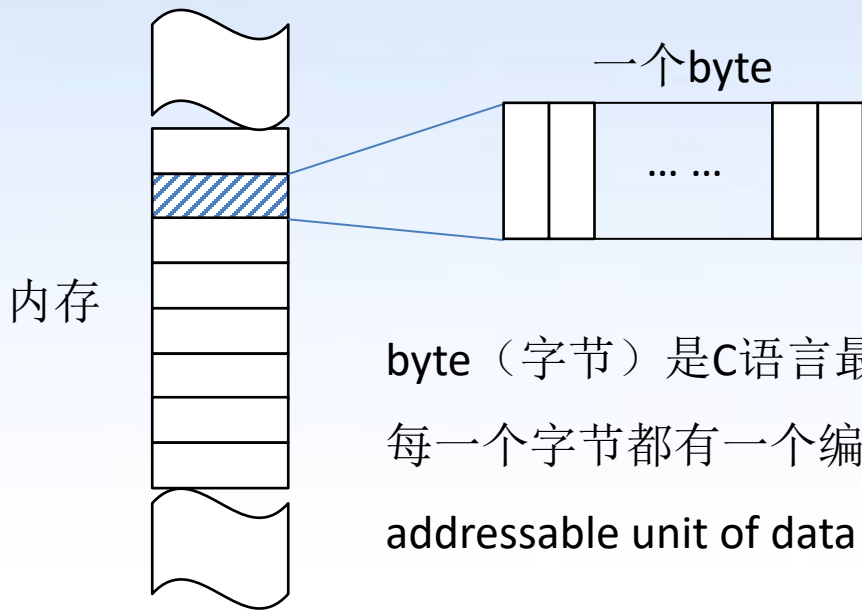 一个byte
… …
内存
byte（字节）是C语言最
每一个字节都有一个编
addressable unit of data